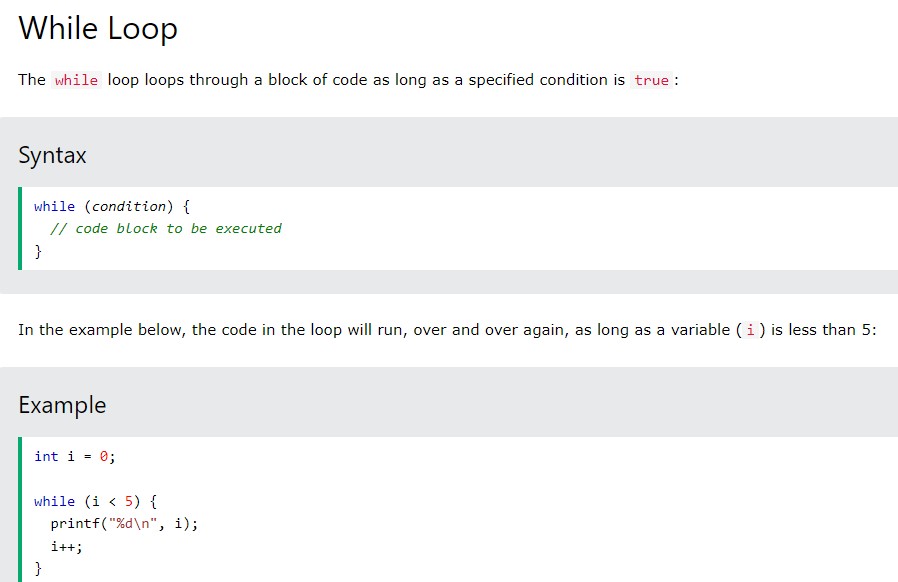 While Loop
The while loop loops through a block of code as long as a specified condition is true:
Syntax
while (condition) {
  // code block to be executed
}
In the example below, the code in the loop will run, over and over again, as long as a variable (i) is less than 5:
Example
int i = 0;

while (i < 5) {
  printf("%d\n", i);
  i++;
}